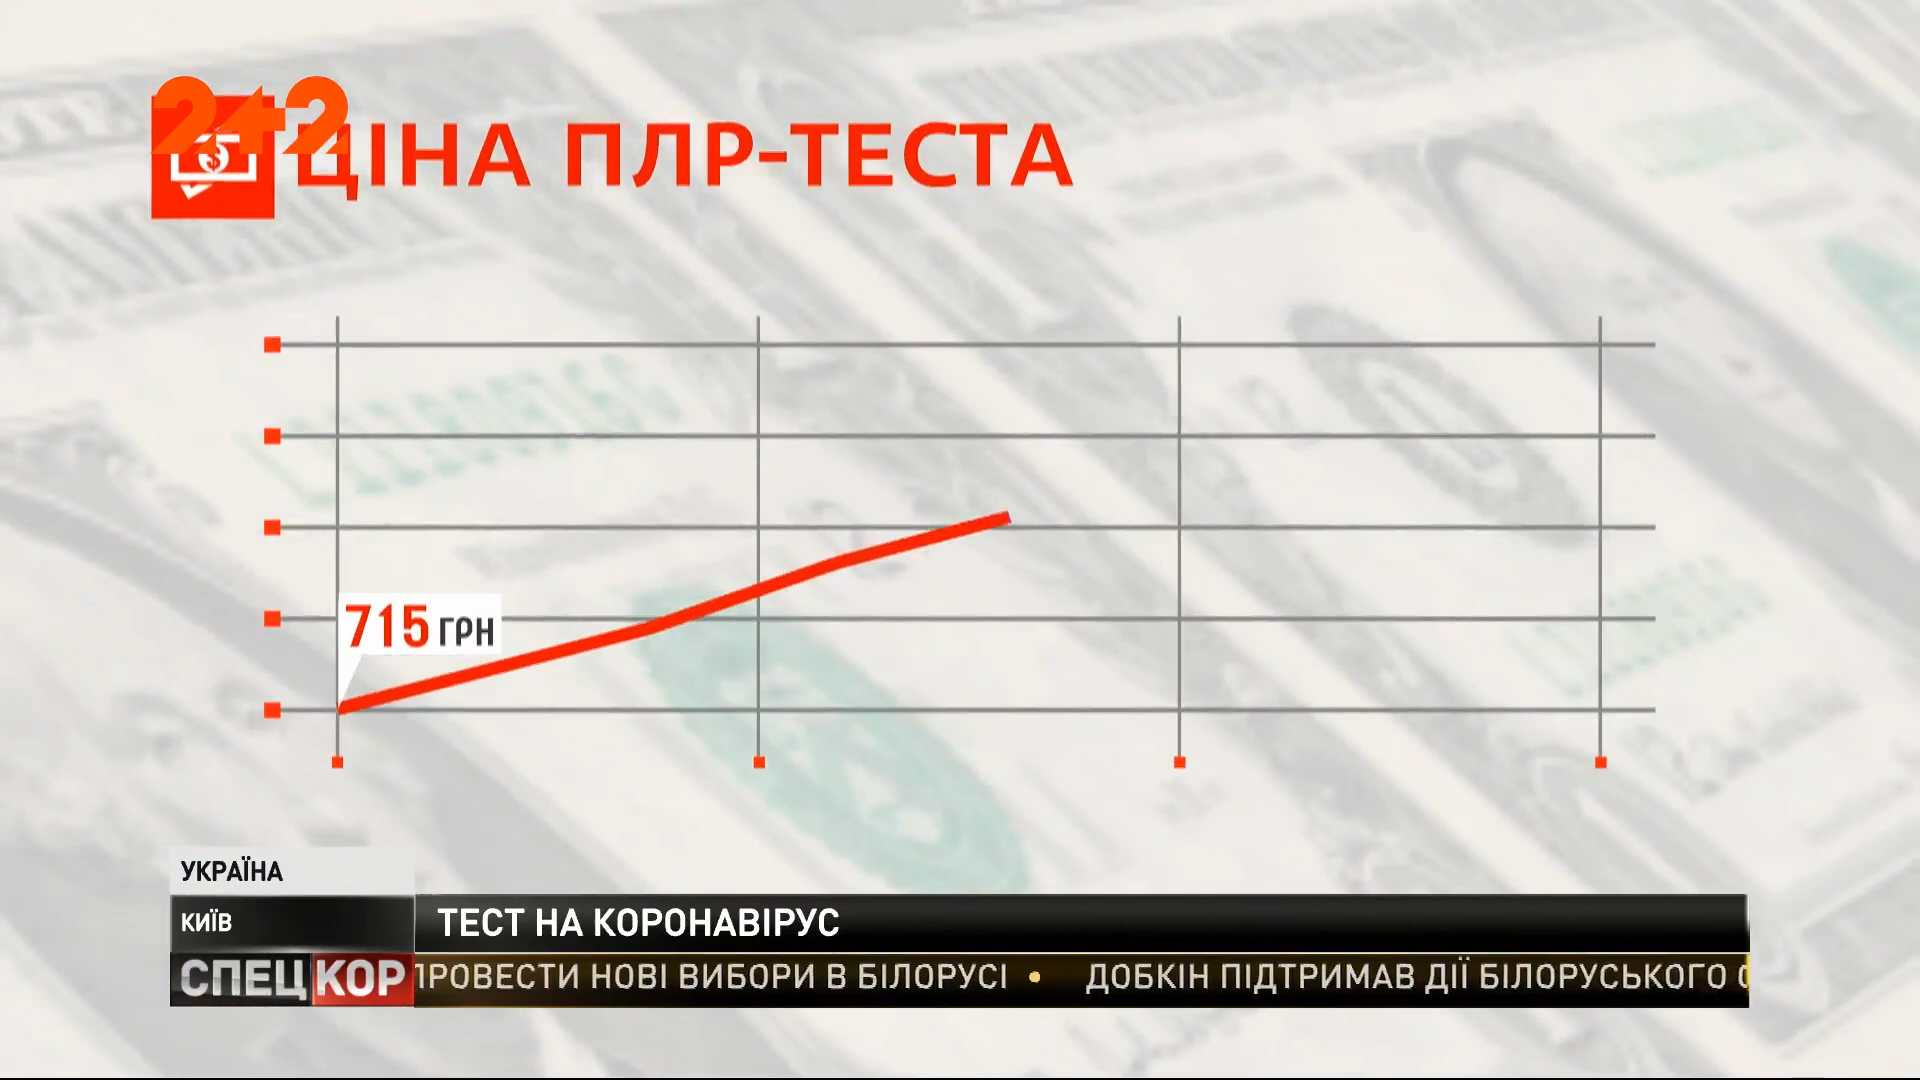 2+2
ЦІНА ПЛР-ТЕСТА
715 ГРН
УКРАЇНА
КИЇВ
ТЕСТ НА КОРОНАВІРУС
СПЕЦКОР
ПРОВЕСТИ НОВІ ВИБОРИ В БІЛОРУСІ • ДОБКІН ПІДТРИМАВ ДІЇ БІЛОРУСЬКОГО